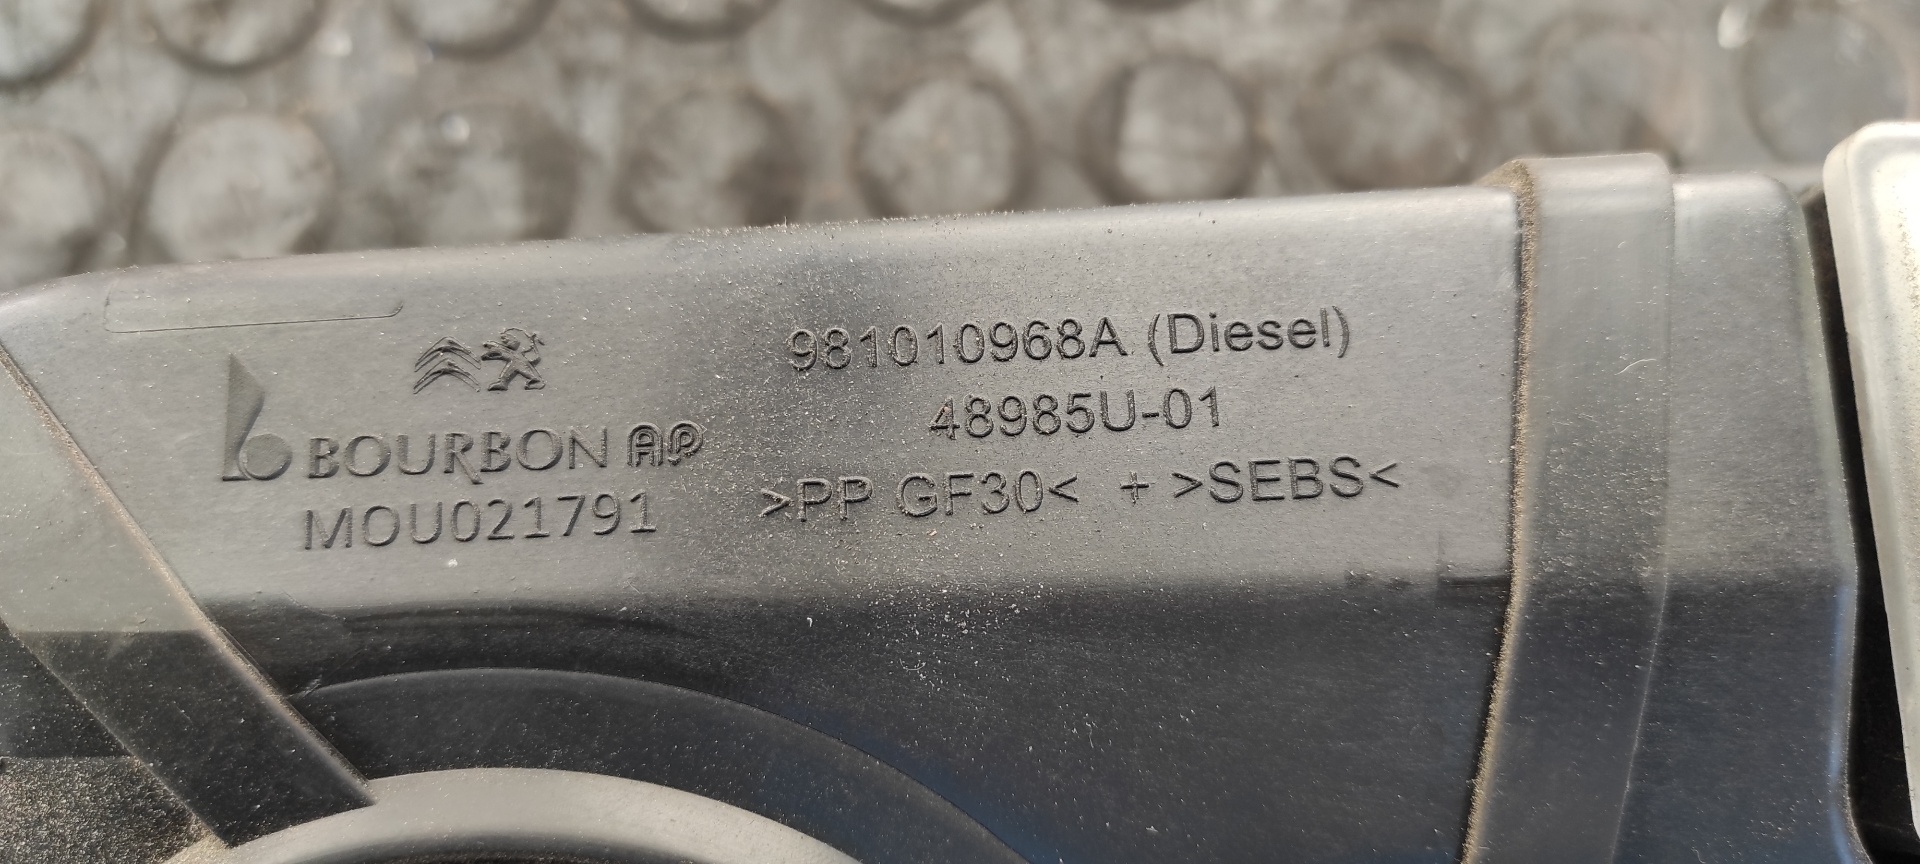 981010968A (Diesel)
48985U-01
>PP GF30< + >SEBS<
b BOURBON AP
MOU021791